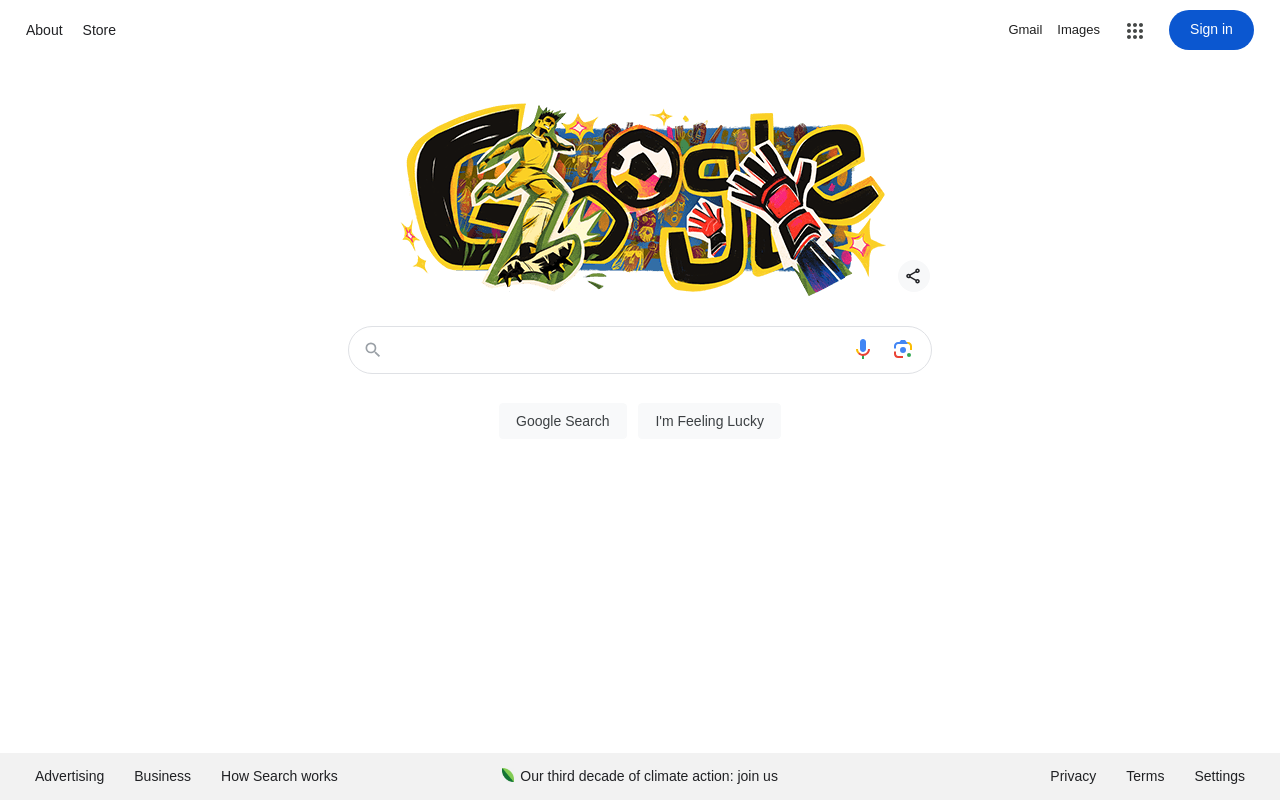 About Store
Gmail Images Sign in
Google
Google Search I'm Feeling Lucky
Advertising Business How Search works
Our third decade of climate action: join us
Privacy Terms Settings